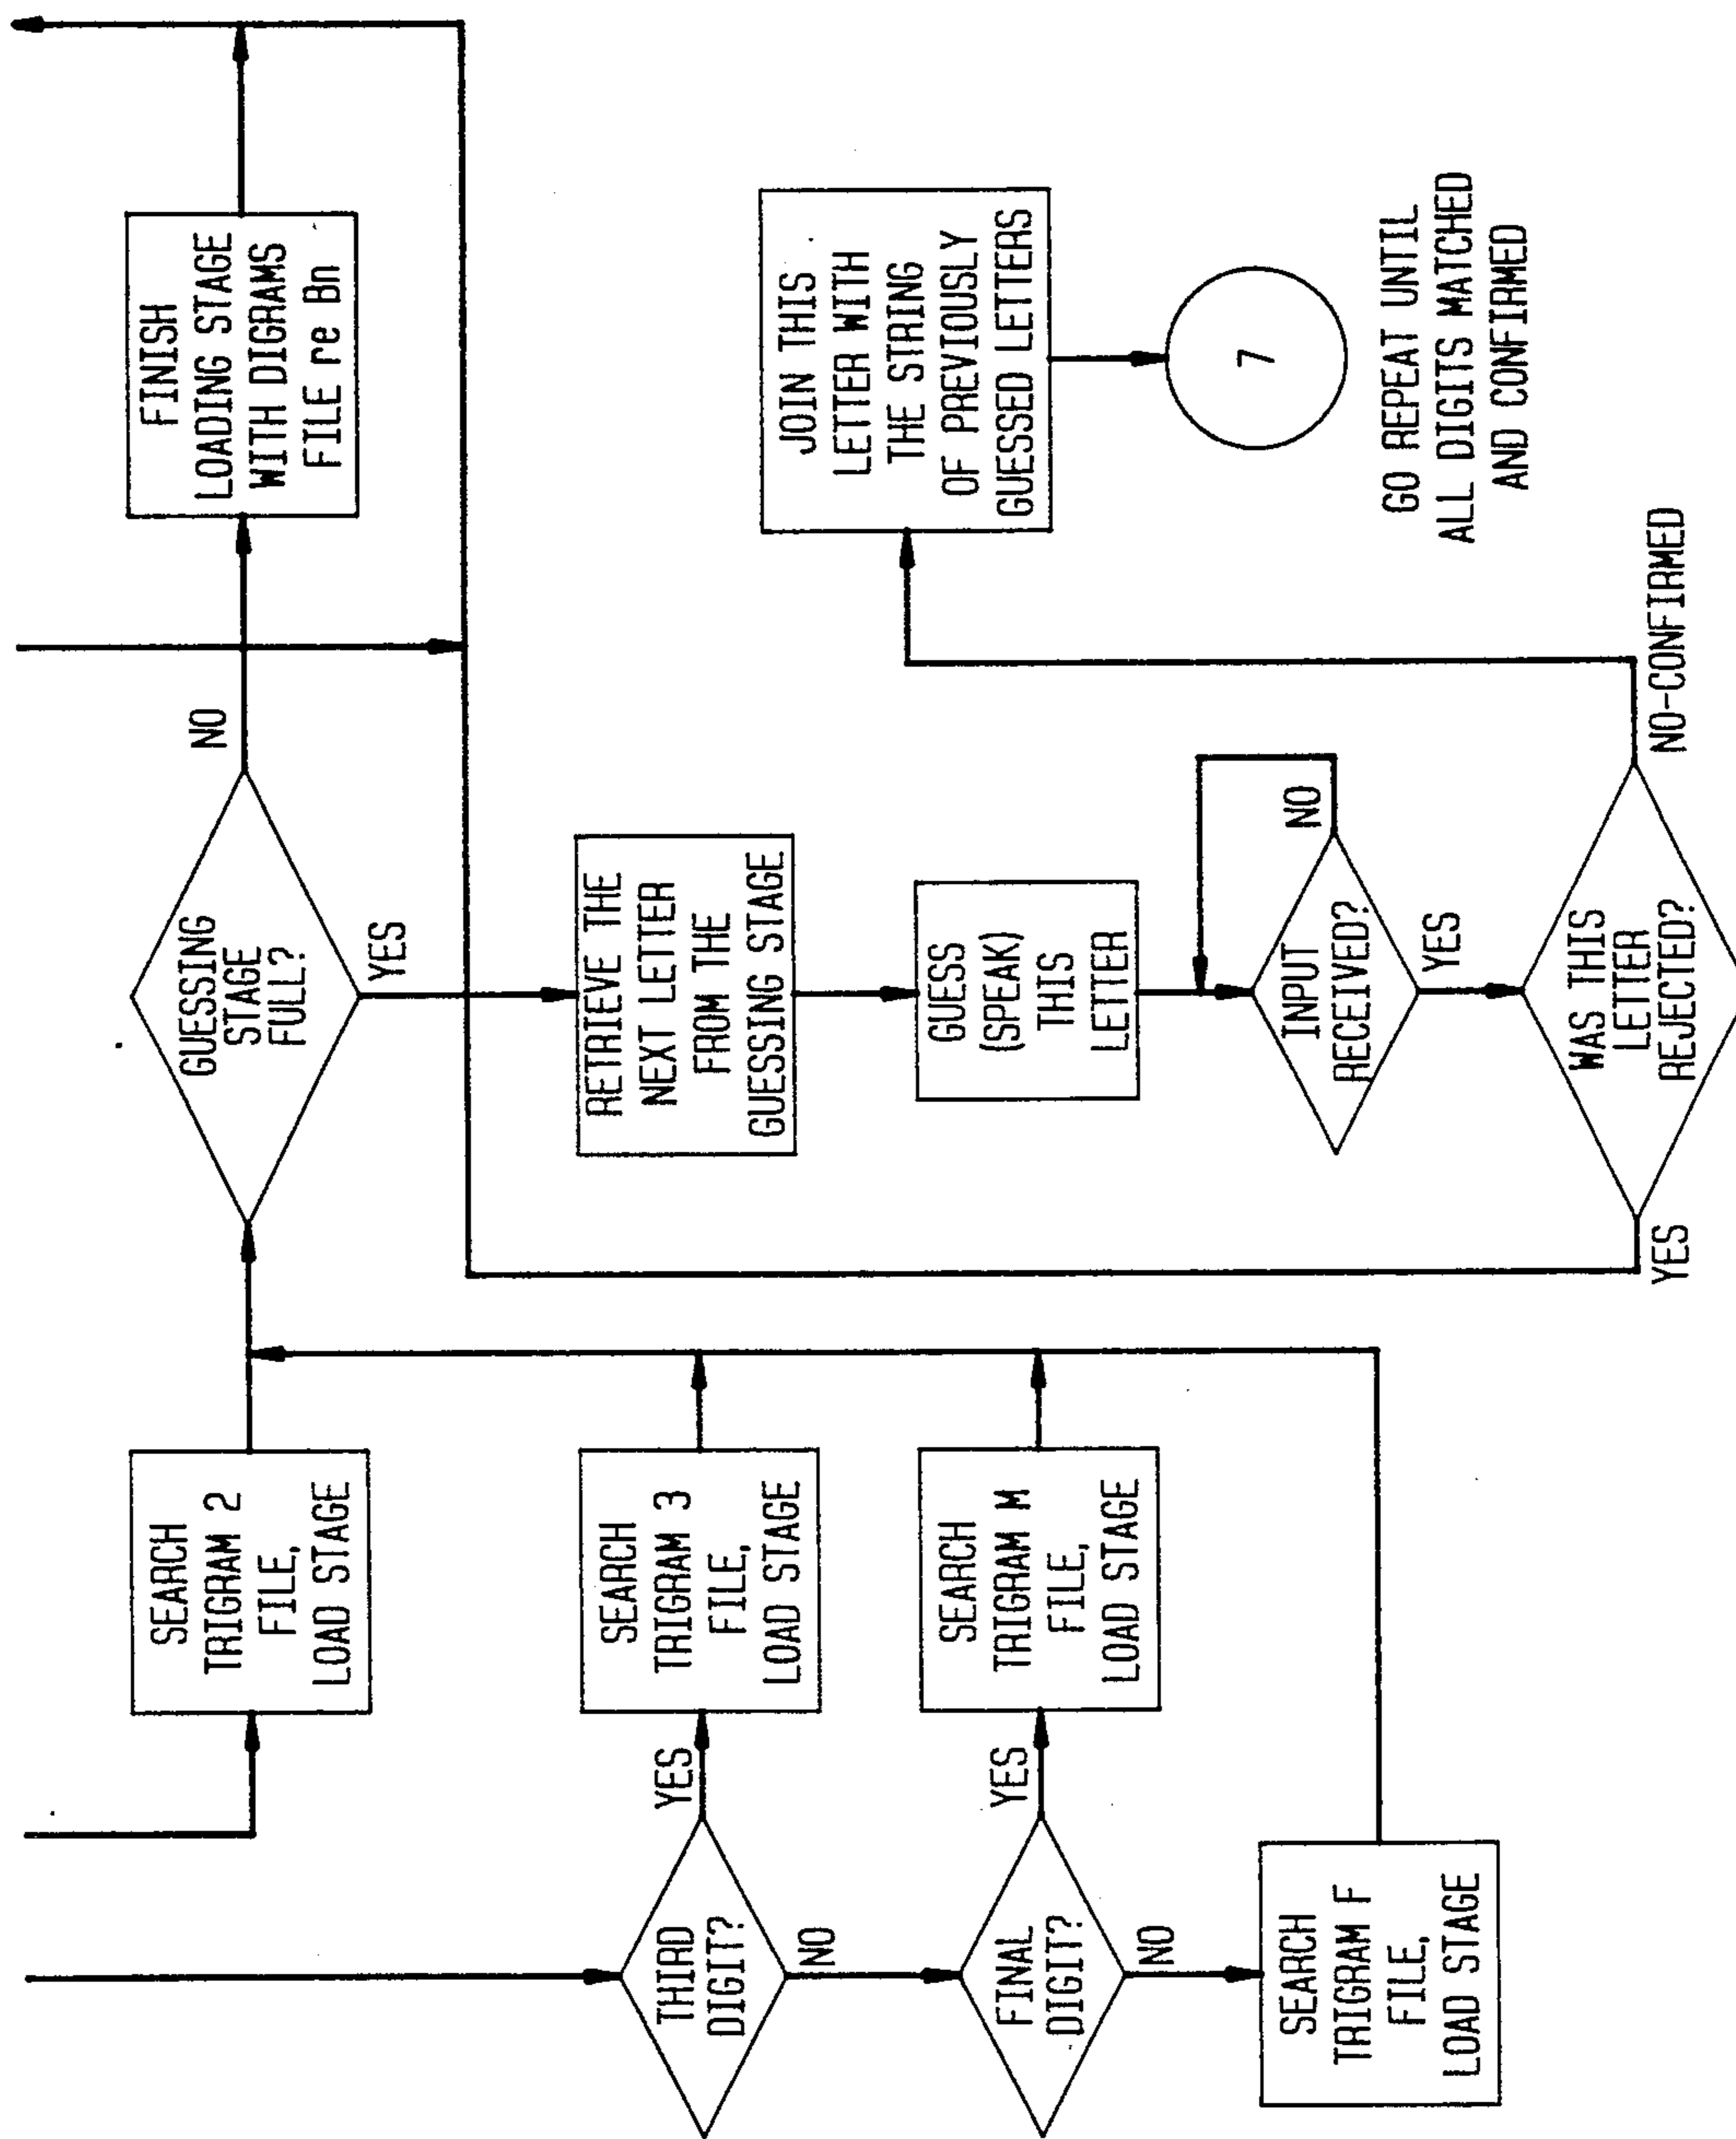 SEARCH
TRIGRAM 2
FILE,
LOAD STAGE
GUESSING
STAGE
FULL?
NO
YES
FINISH
LOADING STAGE
WITH DIGRAMS
FILE re Bn
THIRD
DIGIT?
YES
NO
SEARCH
TRIGRAM 3
FILE,
LOAD STAGE
FINAL
DIGIT?
YES
NO
SEARCH
TRIGRAM M
FILE,
LOAD STAGE
SEARCH
TRIGRAM F
FILE,
LOAD STAGE
RETRIEVE THE
NEXT LETTER
FROM THE
GUESSING STAGE
GUESS
(SPEAK)
THIS
LETTER
INPUT
RECEIVED?
NO
YES
WAS THIS
LETTER
REJECTED?
YES
NO-CONFIRMED
JOIN THIS
LETTER WITH
THE STRING
OF PREVIOUSLY
GUESSED LETTERS
7
GO REPEAT UNTIL
ALL DIGITS MATCHED
AND CONFIRMED